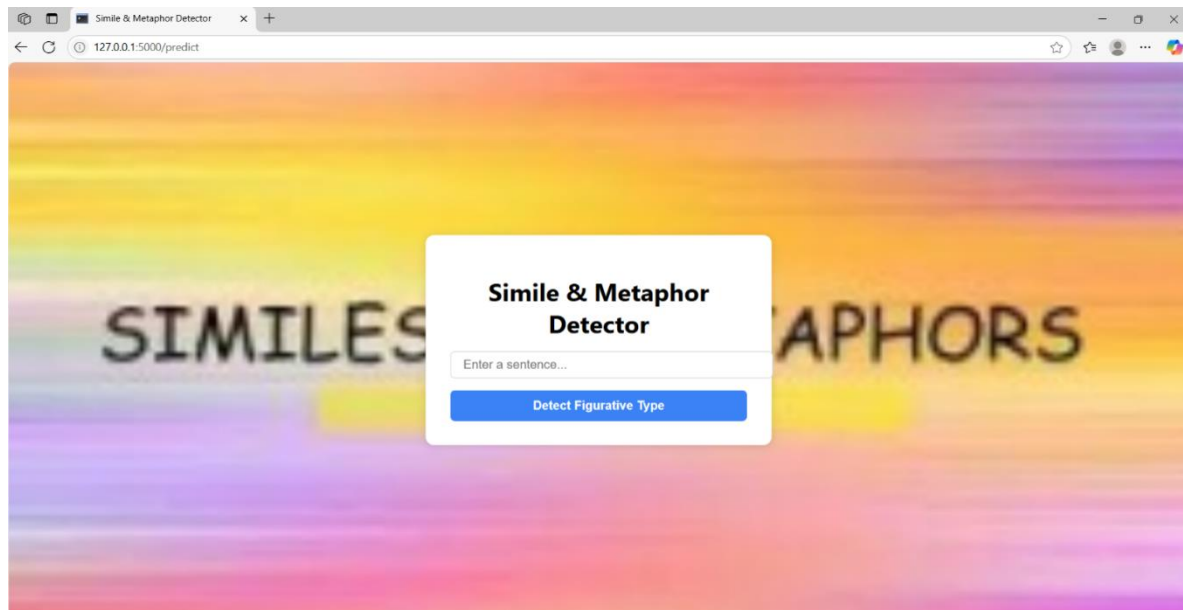 Simile & Metaphor Detector
127.0.0.1:5000/predict
Simile & Metaphor
Detector
SIMILES APHORS
Enter a sentence...
Detect Figurative Type